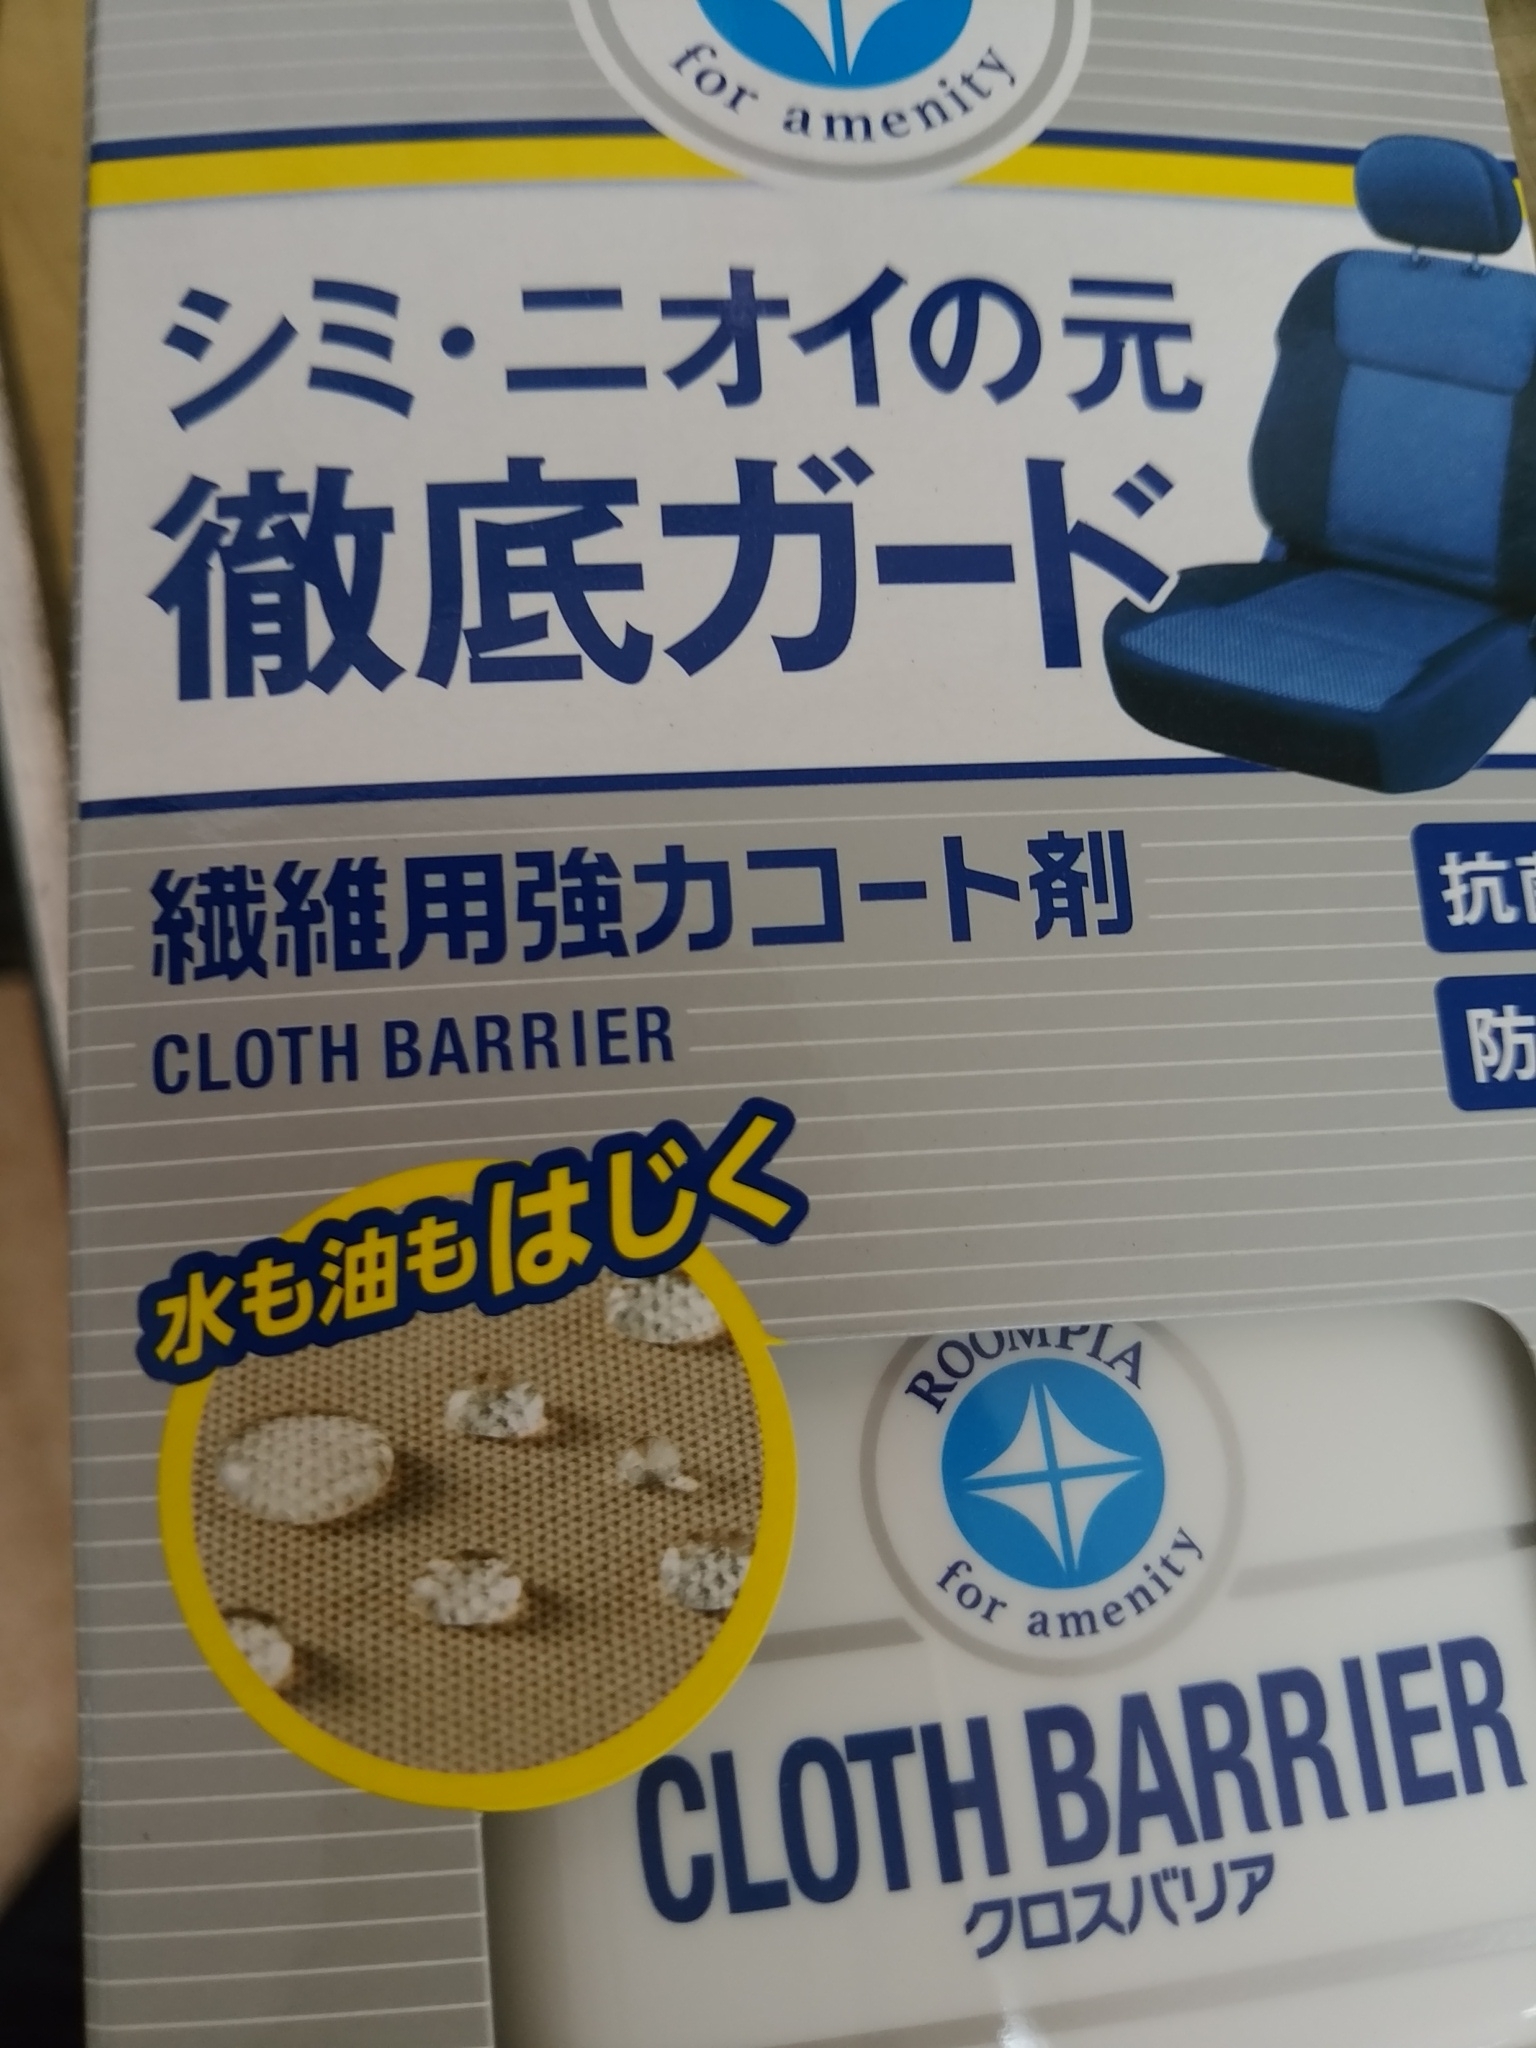 for amenity
シミ・ニオイの元
徹底ガード
繊維用強力コート剤
抗
防
CLOTH BARRIER
水も油もはじく
ROOMPIA
for amenity
CLOTH BARRIER
クロスバリア